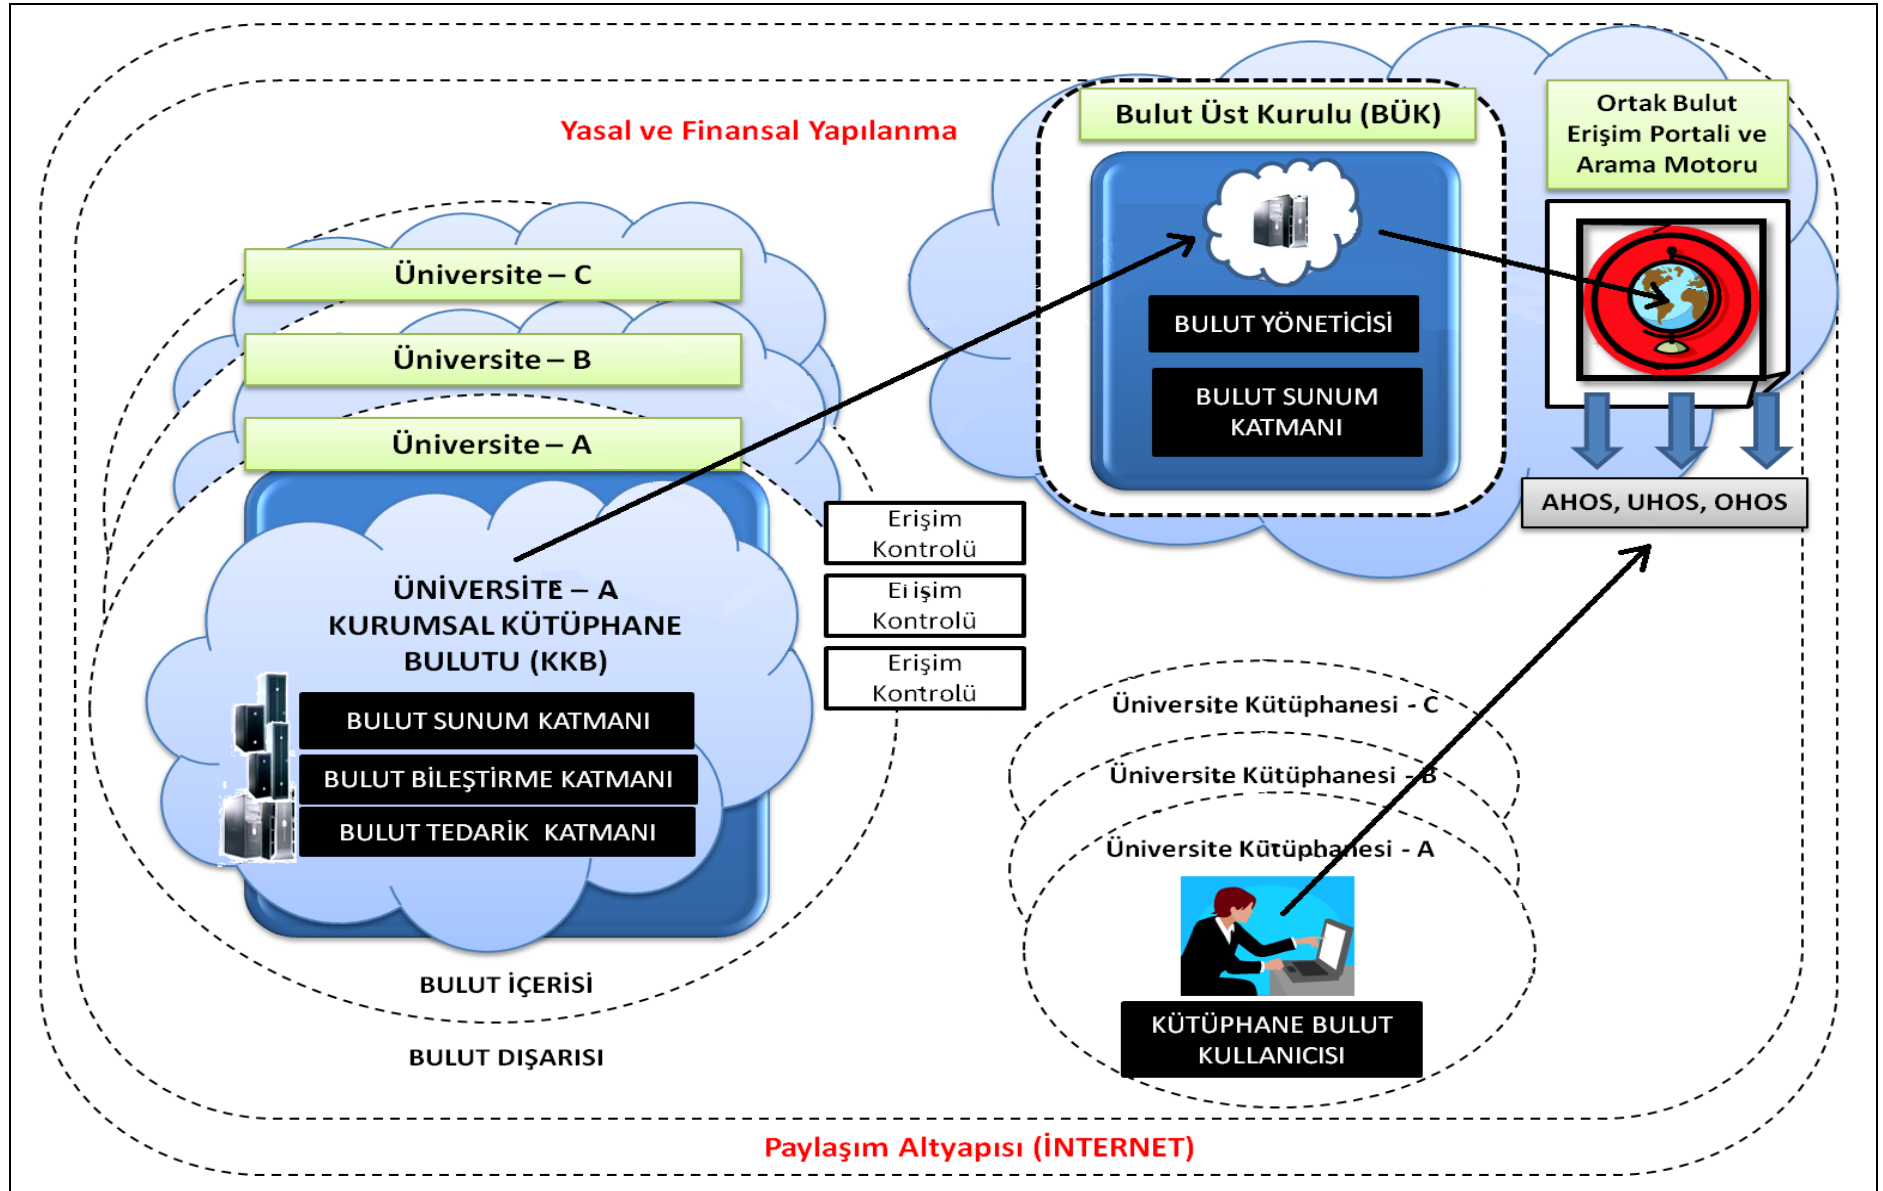 Yasal ve Finansal Yapılanma
Bulut Üst Kurulu (BÜK)
Ortak Bulut
Erişim Portali ve
Arama Motoru
Üniversite – C
Üniversite – B
Üniversite – A
BULUT YÖNETİCİSİ
BULUT SUNUM
KATMANI
AHOS, UHOS, OHOS
Erişim
Kontrolü
Erişim
Kontrolü
Erişim
Kontrolü
ÜNİVERSİTE – A
KURUMSAL KÜTÜPHANE
BULUTU (KKB)
BULUT SUNUM KATMANI
BULUT BİLEŞTİRME KATMANI
BULUT TEDARİK KATMANI
BULUT İÇERİSİ
BULUT DIŞARISI
Üniversite Kütüphanesi - C
Üniversite Kütüphanesi - B
Üniversite Kütüphanesi - A
KÜTÜPHANE BULUT
KULLANICISI
Paylaşım Altyapısı (İNTERNET)